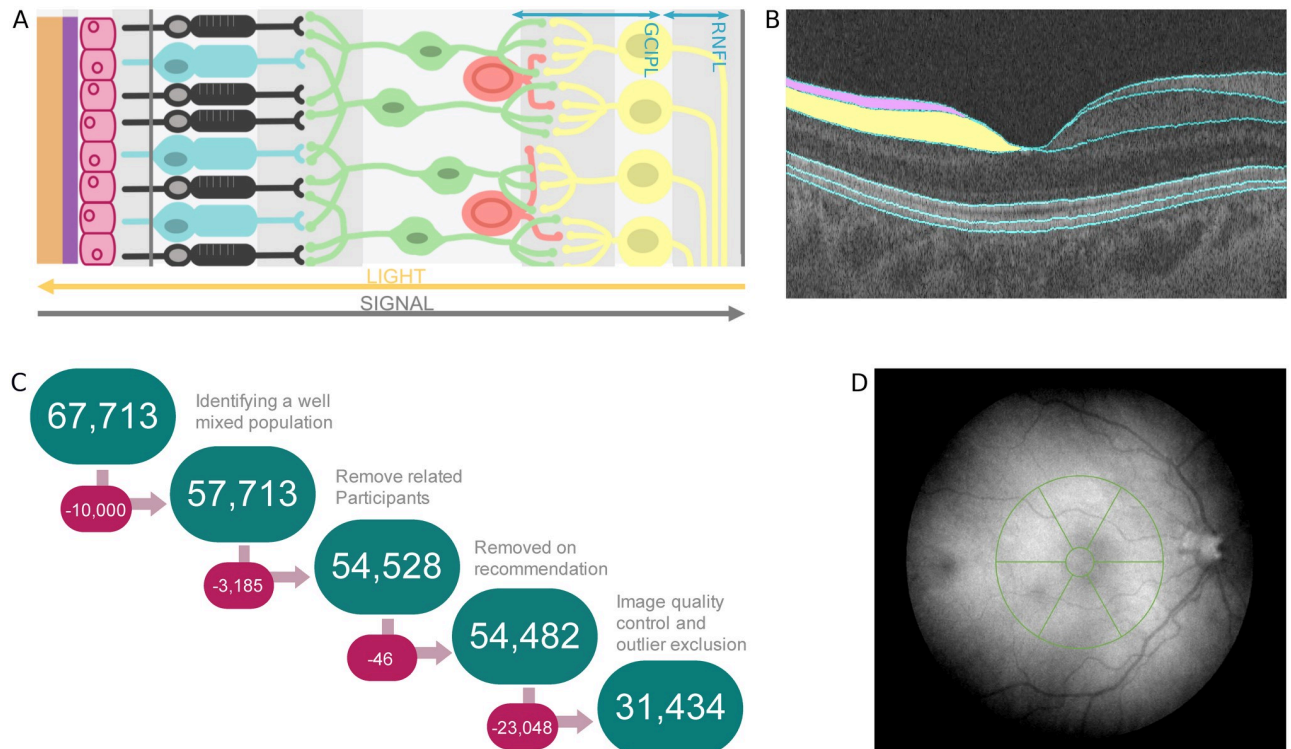 A
GCIPL
RNFL
LIGHT
SIGNAL
B
C
67,713
Identifying a well
mixed population
-10,000
57,713
Remove related
Participants
-3,185
54,528
Removed on
recommendation
-46
54,482
Image quality
control and
outlier exclusion
-23,048
31,434
D